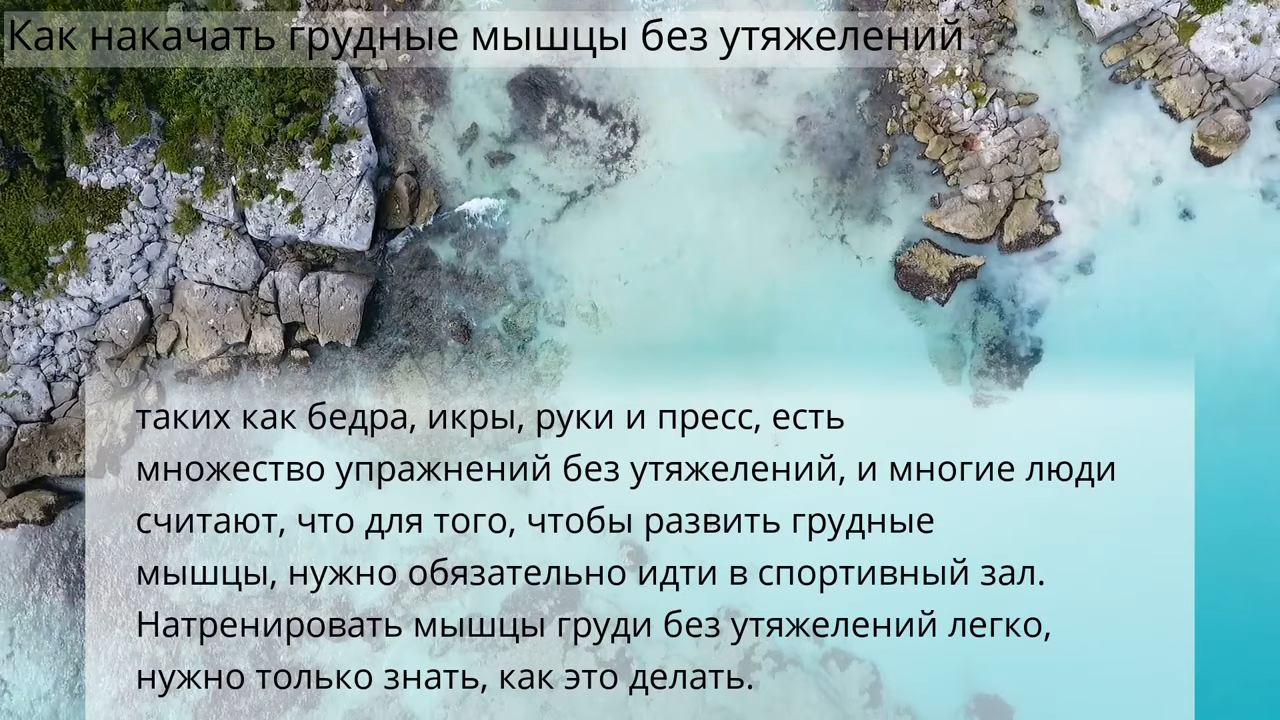 Как накачать грудные мышцы без утяжелений
таких как бедра, икры, руки и пресс, есть
множество упражнений без утяжелений, и многие люди
считают, что для того, чтобы развить грудные
мышцы, нужно обязательно идти в спортивный зал.
Натренировать мышцы груди без утяжелений легко,
нужно только знать, как это делать.